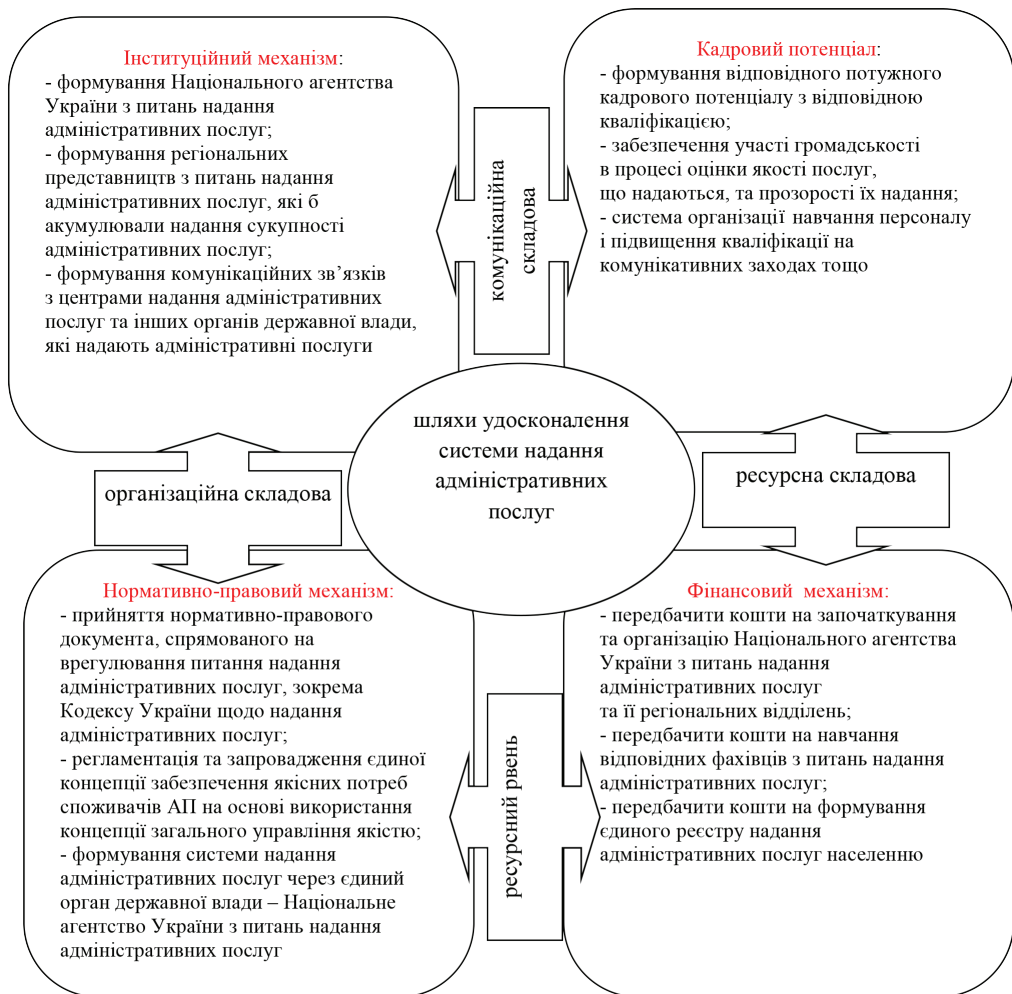 Інституційний механізм:
- формування Національного агентства
України з питань надання
адміністративних послуг;
- формування регіональних
представництв з питань надання
адміністративних послуг, які б
акумулювали надання сукупності
адміністративних послуг;
- формування комунікаційних зв’язків
з центрами надання адміністративних
послуг та інших органів державної влади,
які надають адміністративні послуги
комунікаційна
складова
Кадровий потенціал:
- формування відповідного потужного
кадрового потенціалу з відповідною
кваліфікацією;
- забезпечення участі громадськості
в процесі оцінки якості послуг,
що надаються, та прозорості їх надання;
- система організації навчання персоналу
і підвищення кваліфікації на
комунікативних заходах тощо
організаційна складова
шляхи удосконалення
системи надання
адміністративних
послуг
ресурсна складова
Нормативно-правовий механізм:
- прийняття нормативно-правового
документа, спрямованого на
врегулювання питання надання
адміністративних послуг, зокрема
Кодексу України щодо надання
адміністративних послуг;
- регламентація та запровадження єдиної
концепції забезпечення якісних потреб
споживачів АП на основі використання
концепції загального управління якістю;
- формування системи надання
адміністративних послуг через єдиний
орган державної влади – Національне
агентство України з питань надання
адміністративних послуг
ресурсний рвень
Фінансовий механізм:
- передбачити кошти на започаткування
та організацію Національного агентства
України з питань надання
адміністративних послуг
та її регіональних відділень;
- передбачити кошти на навчання
відповідних фахівців з питань надання
адміністративних послуг;
- передбачити кошти на формування
єдиного реєстру надання
адміністративних послуг населенню